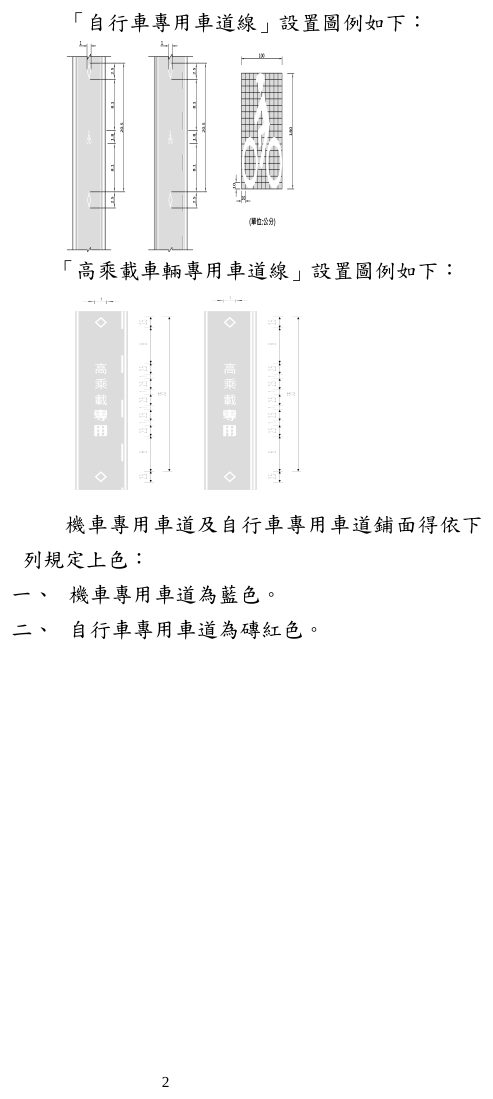 「自行車專用車道線」設置圖例如下：
(單位:公分)
「高乘載車輛專用車道線」設置圖例如下：
高 高
乘 乘
載 載
專 專
用 用
機車專用車道及自行車專用車道鋪面得依下
列規定上色：
一、 機車專用車道為藍色。
二、 自行車專用車道為磚紅色。
2